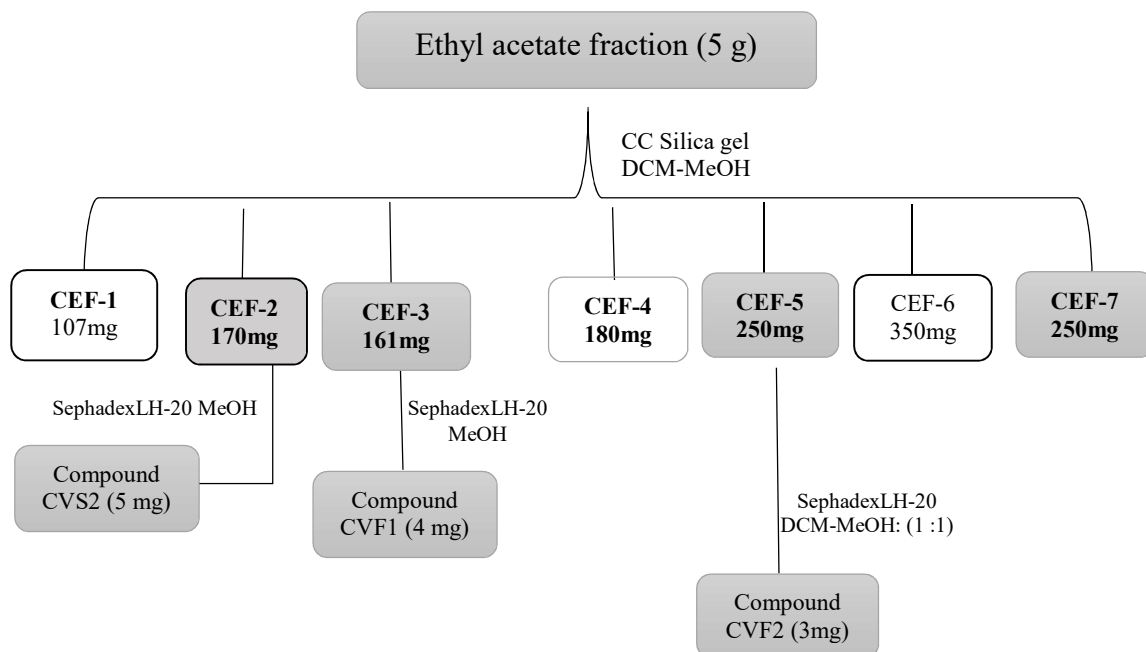 Ethyl acetate fraction (5 g)
CC Silica gel
DCM-MeOH
CEF-1
107mg
CEF-2
170mg
CEF-3
161mg
CEF-4
180mg
CEF-5
250mg
CEF-6
350mg
CEF-7
250mg
SephadexLH-20 MeOH
SephadexLH-20
MeOH
Compound
CVS2 (5 mg)
Compound
CVF1 (4 mg)
SephadexLH-20
DCM-MeOH: (1 :1)
Compound
CVF2 (3mg)